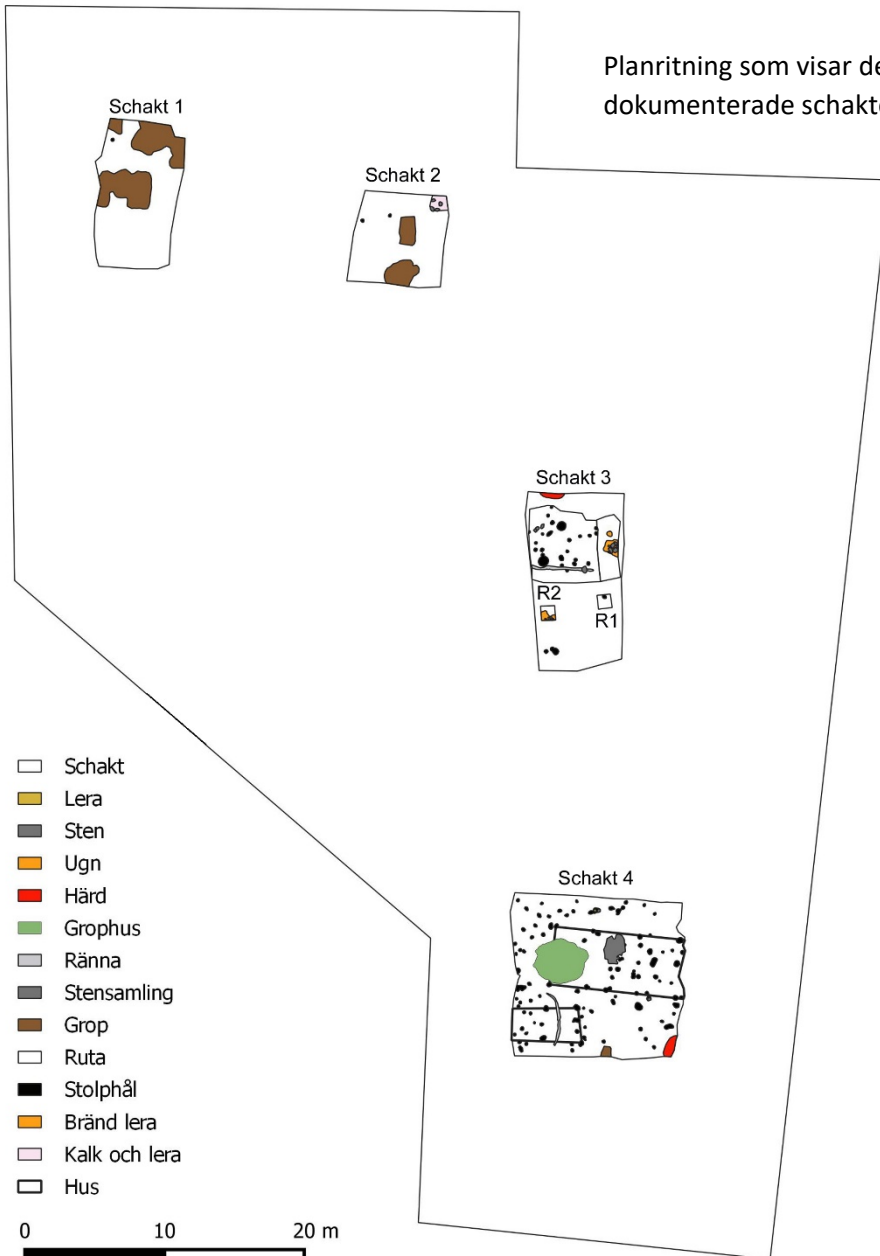 Planritning som visar de
dokumenterade schakt
Schakt 1
Schakt 2
Schakt 3
R2
R1
Schakt 4
Schakt
Lera
Sten
Ugn
Härd
Grophus
Ränna
Stensamling
Grop
Ruta
Stolphål
Bränd lera
Kalk och lera
Hus
0 10 20 m